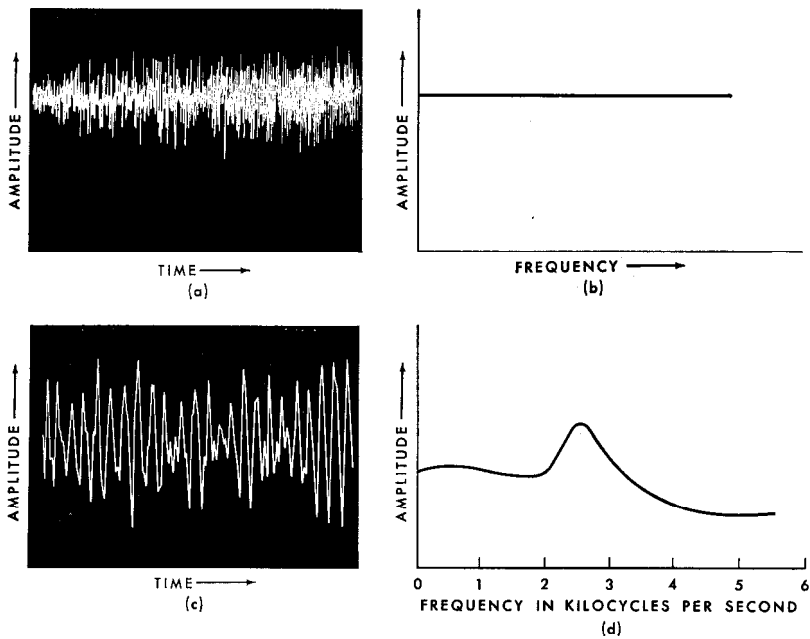 AMPLITUDE
TIME
(a)
AMPLITUDE
FREQUENCY
(b)
AMPLITUDE
TIME
(c)
AMPLITUDE
0 1 2 3 4 5 6
FREQUENCY IN KILOCYCLES PER SECOND
(d)